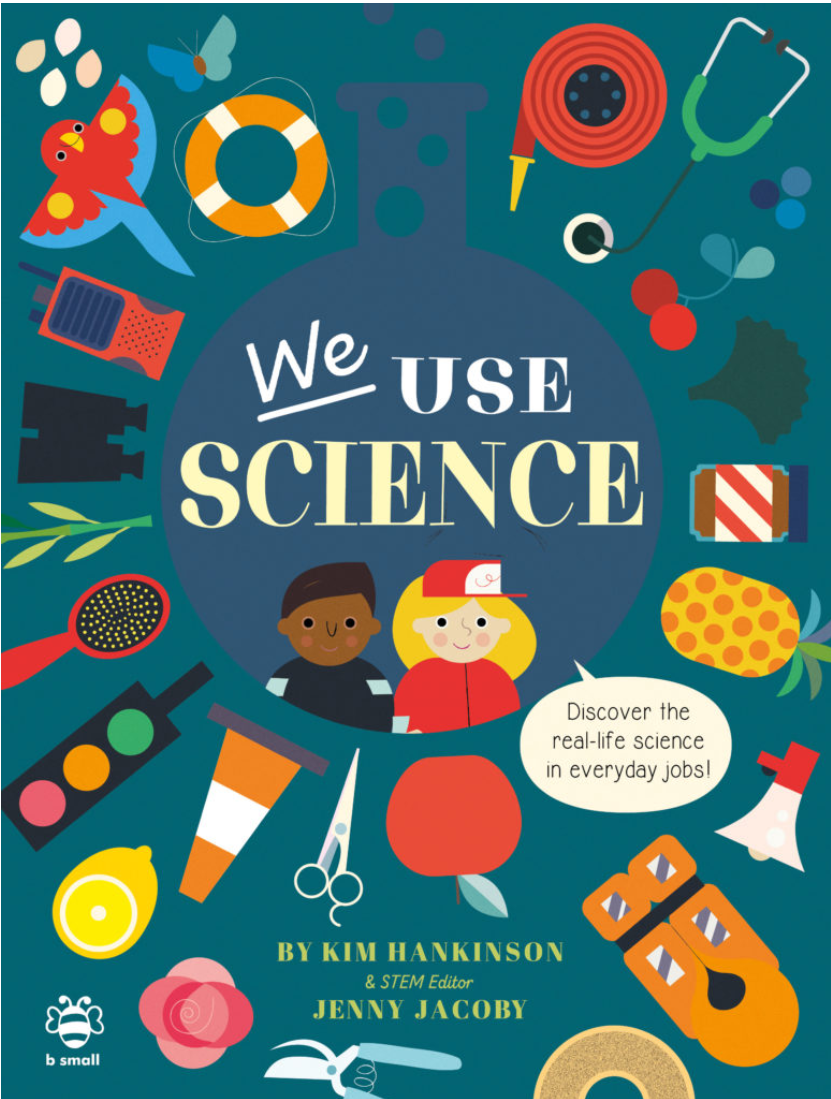 We USE
SCIENCE
Discover the
real-life science
in everyday jobs!
BY KIM HANKINSON
& STEM Editor
JENNY JACOBY
b small